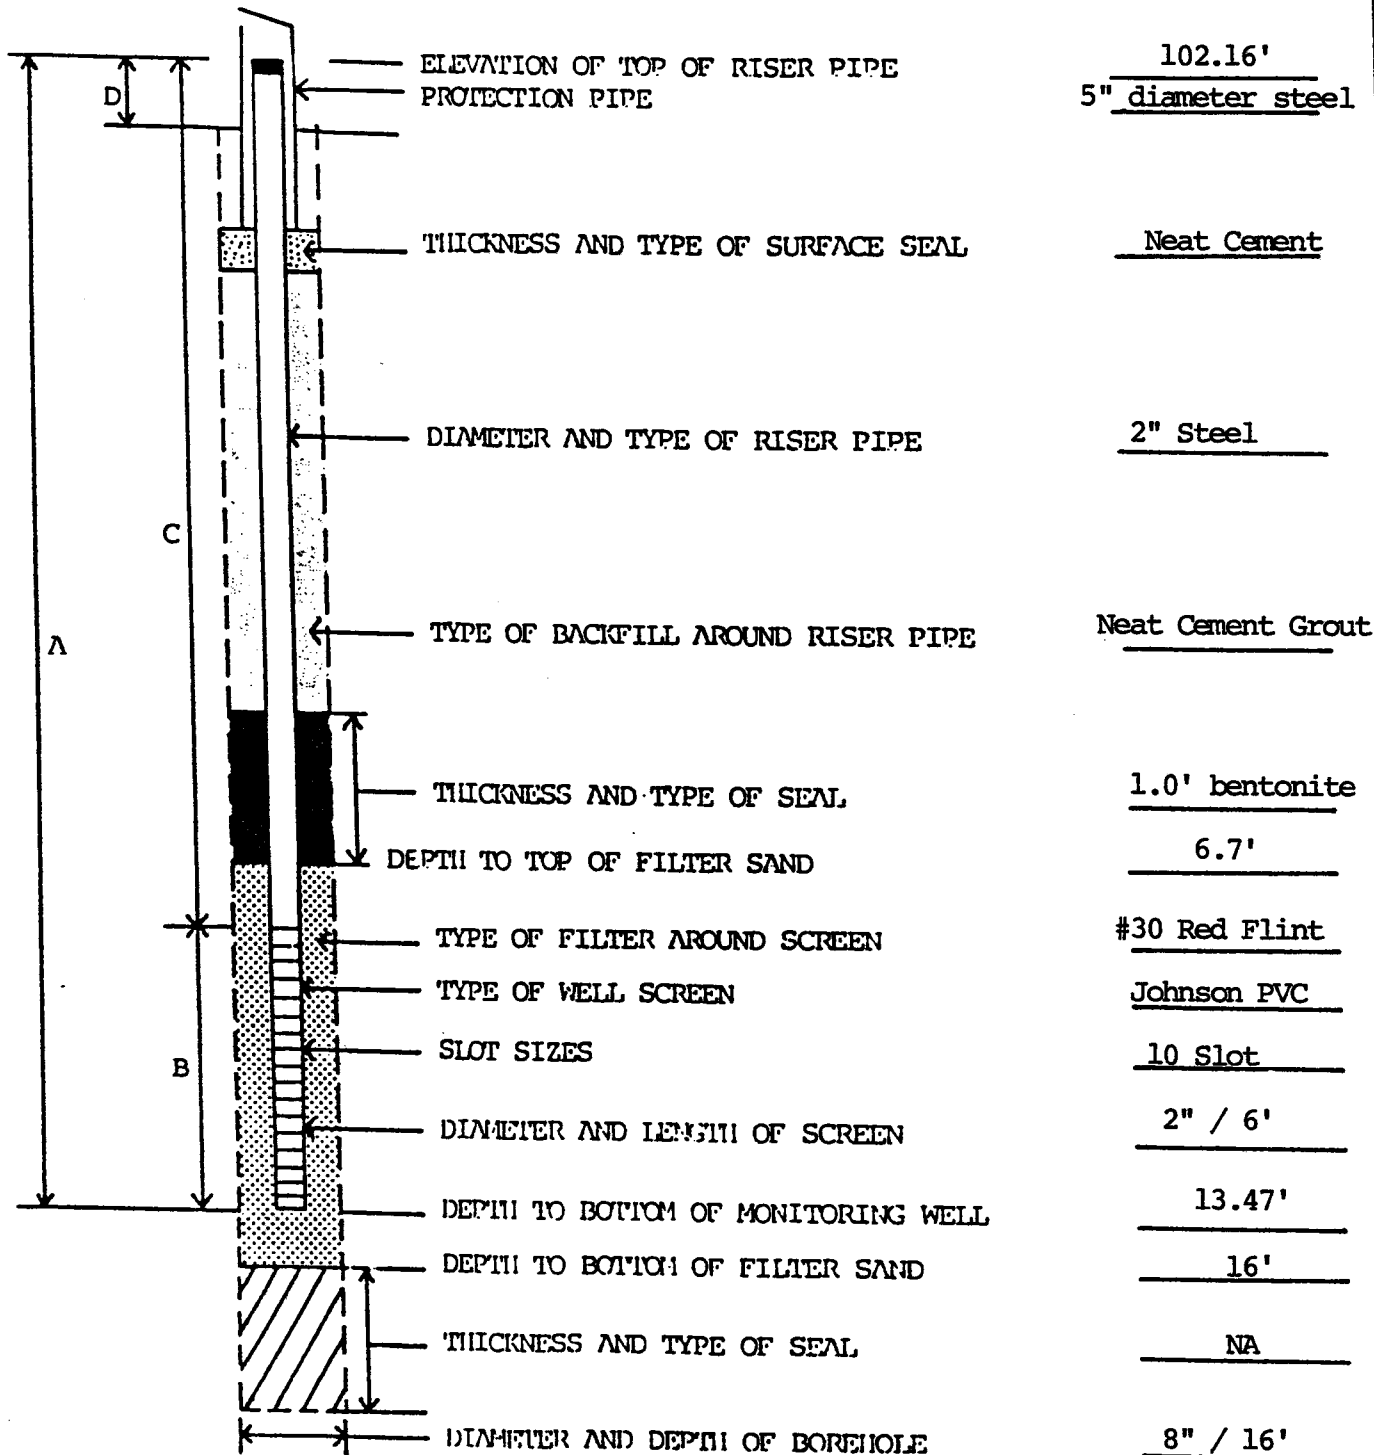 ELEVATION OF TOP OF RISER PIPE 102.16'
PROTECTION PIPE 5" diameter steel
D
THICKNESS AND TYPE OF SURFACE SEAL Neat Cement
DIAMETER AND TYPE OF RISER PIPE 2" Steel
C
A
TYPE OF BACKFILL AROUND RISER PIPE Neat Cement Grout
THICKNESS AND TYPE OF SEAL 1.0' bentonite
DEPTH TO TOP OF FILTER SAND 6.7'
TYPE OF FILTER AROUND SCREEN #30 Red Flint
TYPE OF WELL SCREEN Johnson PVC
SLOT SIZES 10 Slot
B
DIAMETER AND LENGTH OF SCREEN 2" / 6'
DEPTH TO BOTTOM OF MONITORING WELL 13.47'
DEPTH TO BOTTOM OF FILTER SAND 16'
THICKNESS AND TYPE OF SEAL NA
DIAMETER AND DEPTH OF BOREHOLE 8" / 16'